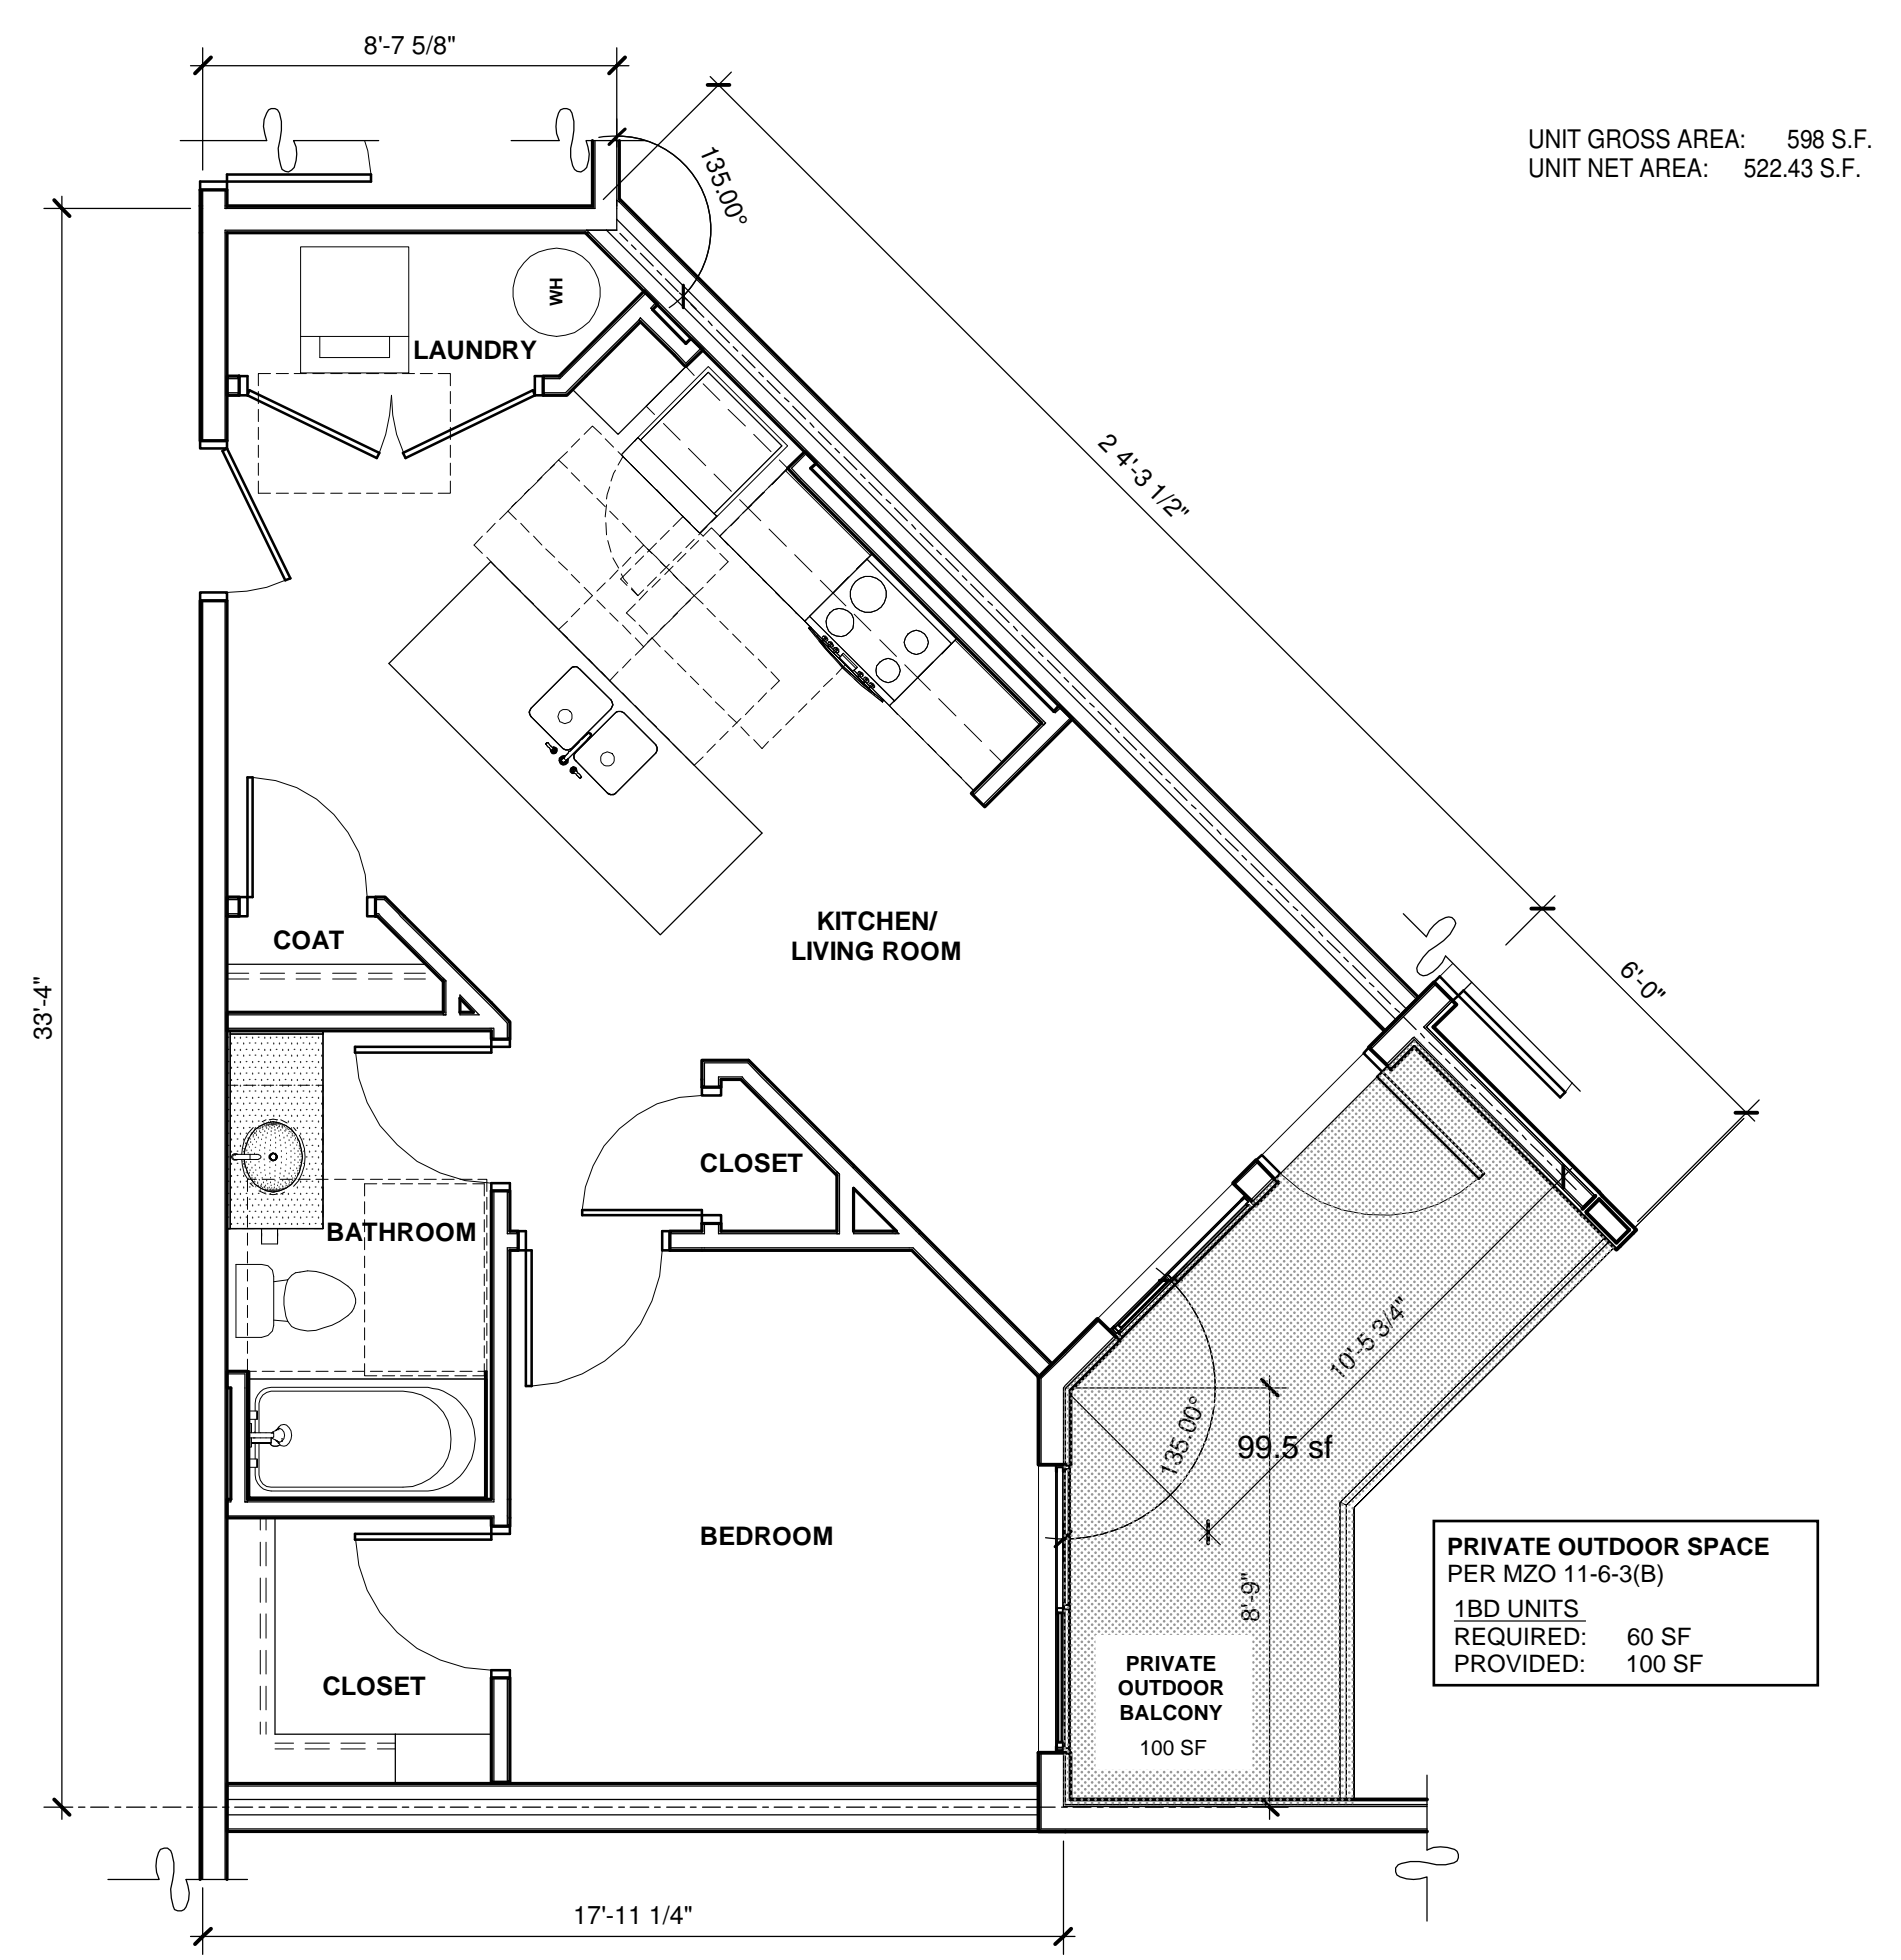 8'-7 5/8"
UNIT GROSS AREA: 598 S.F.
UNIT NET AREA: 522.43 S.F.
135.00°
WH
LAUNDRY
2 4'-3 1/2"
KITCHEN/
LIVING ROOM
COAT
33'-4"
6'-0"
CLOSET
BATHROOM
10'-5 3/4"
135.00°
99.5 sf
BEDROOM
8'-9"
PRIVATE OUTDOOR SPACE
PER MZO 11-6-3(B)
1BD UNITS
REQUIRED: 60 SF
PROVIDED: 100 SF
CLOSET
PRIVATE
OUTDOOR
BALCONY
100 SF
17'-11 1/4"